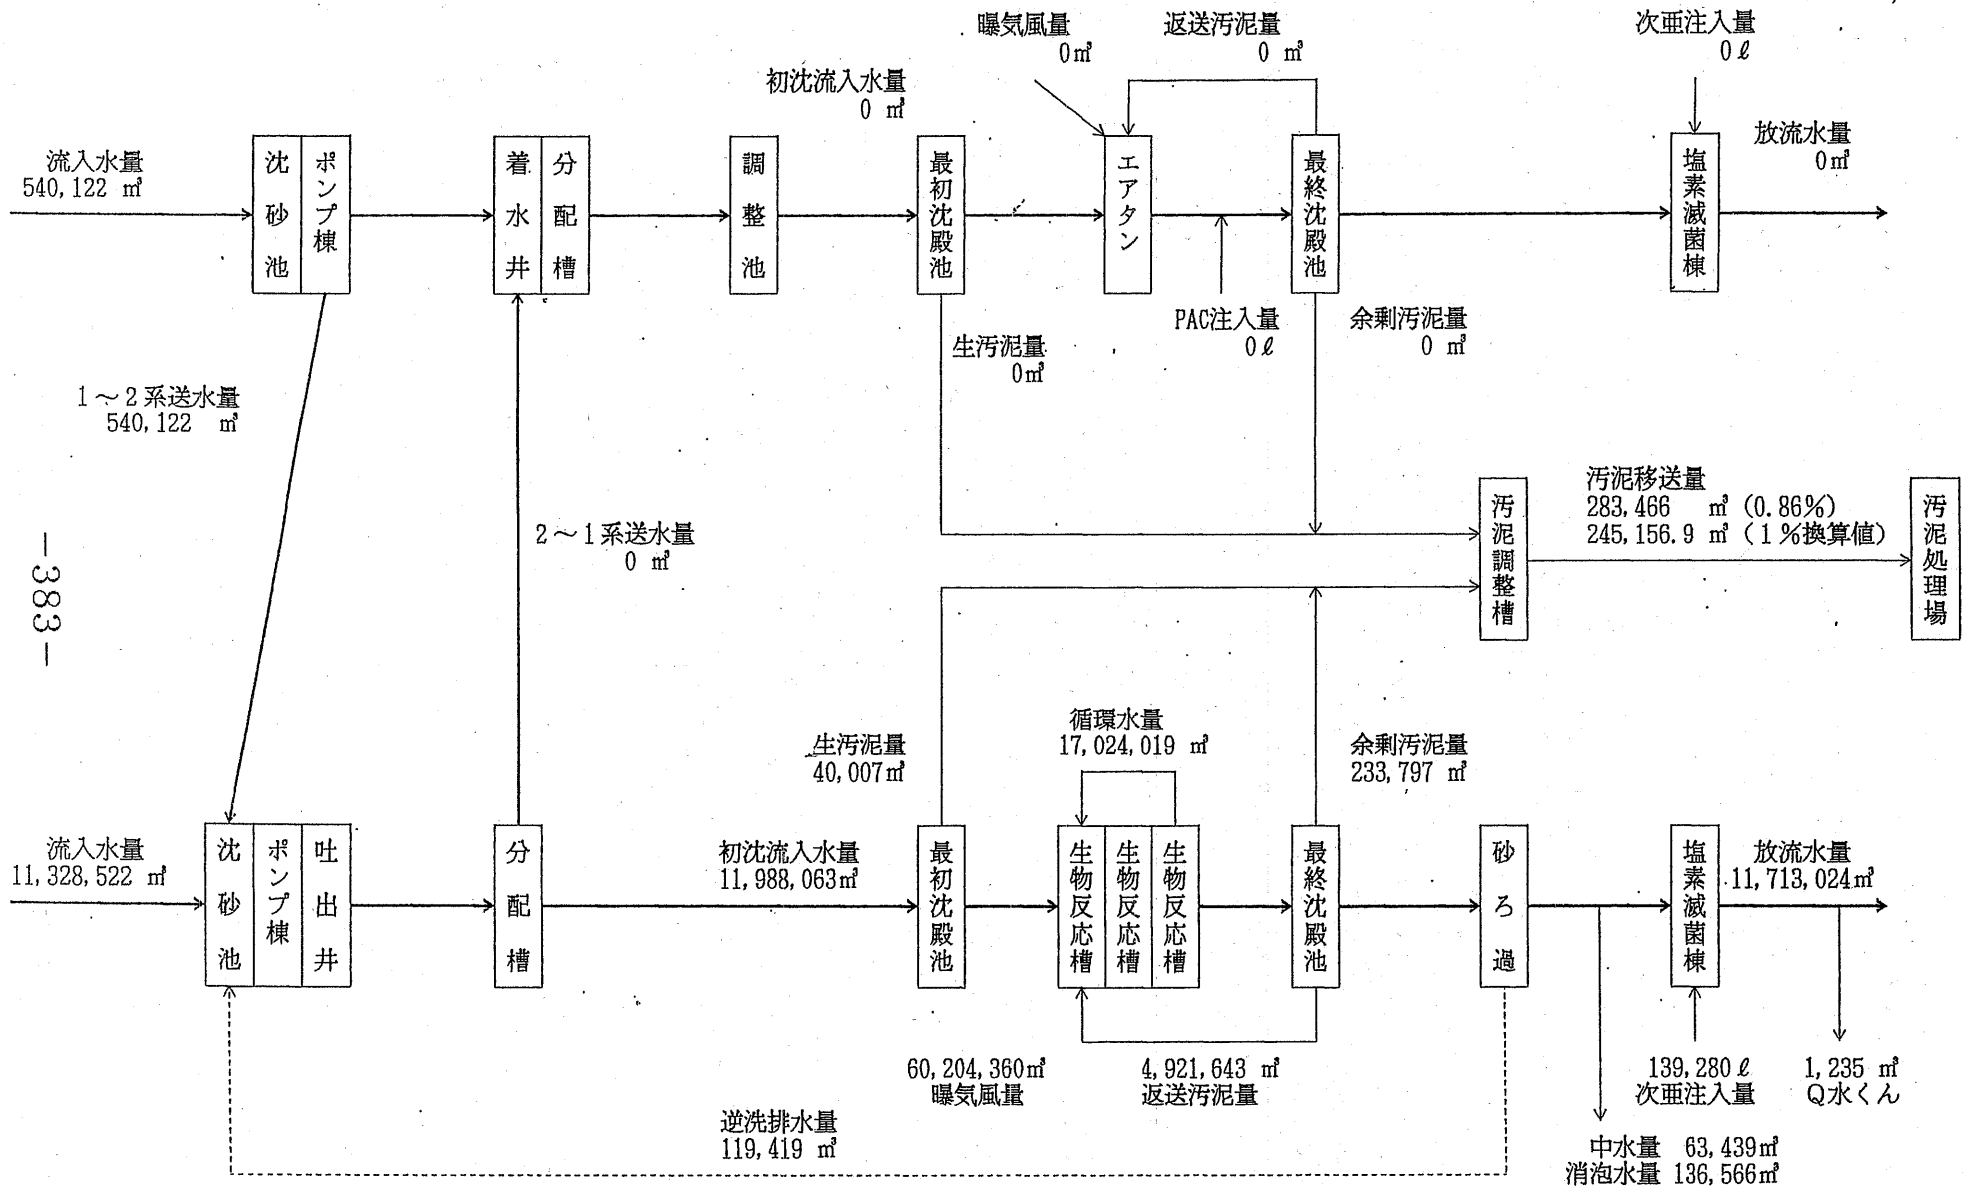 曝気風量
0㎥
返送汚泥量
0 ㎥
次亜注入量
0ℓ
初沈流入水量
0 ㎥
流入水量
540,122 ㎥
沈砂池
ポンプ棟
着水井
分配槽
調整池
最初沈殿池
エアタン
最終沈殿池
塩素滅菌棟
放流水量
0㎥
PAC注入量
0ℓ
余剰汚泥量
0 ㎥
生汚泥量
0㎥
1～2系送水量
540,122 ㎥
2～1系送水量
0 ㎥
汚泥調整槽
汚泥移送量
283,466 ㎥ (0.86%)
245,156.9 ㎥ (1%換算値)
汚泥処理場
－383－
循環水量
17,024,019 ㎥
生汚泥量
40,007㎥
余剰汚泥量
233,797 ㎥
流入水量
11,328,522 ㎥
沈砂池
ポンプ棟
吐出井
分配槽
初沈流入水量
11,988,063㎥
最初沈殿池
生物反応槽
生物反応槽
生物反応槽
最終沈殿池
砂ろ過
塩素滅菌棟
放流水量
11,713,024㎥
60,204,360㎥
曝気風量
4,921,643 ㎥
返送汚泥量
139,280ℓ
次亜注入量
1,235 ㎥
Q水くん
逆洗排水量
119,419 ㎥
中水量 63,439㎥
消泡水量 136,566㎥